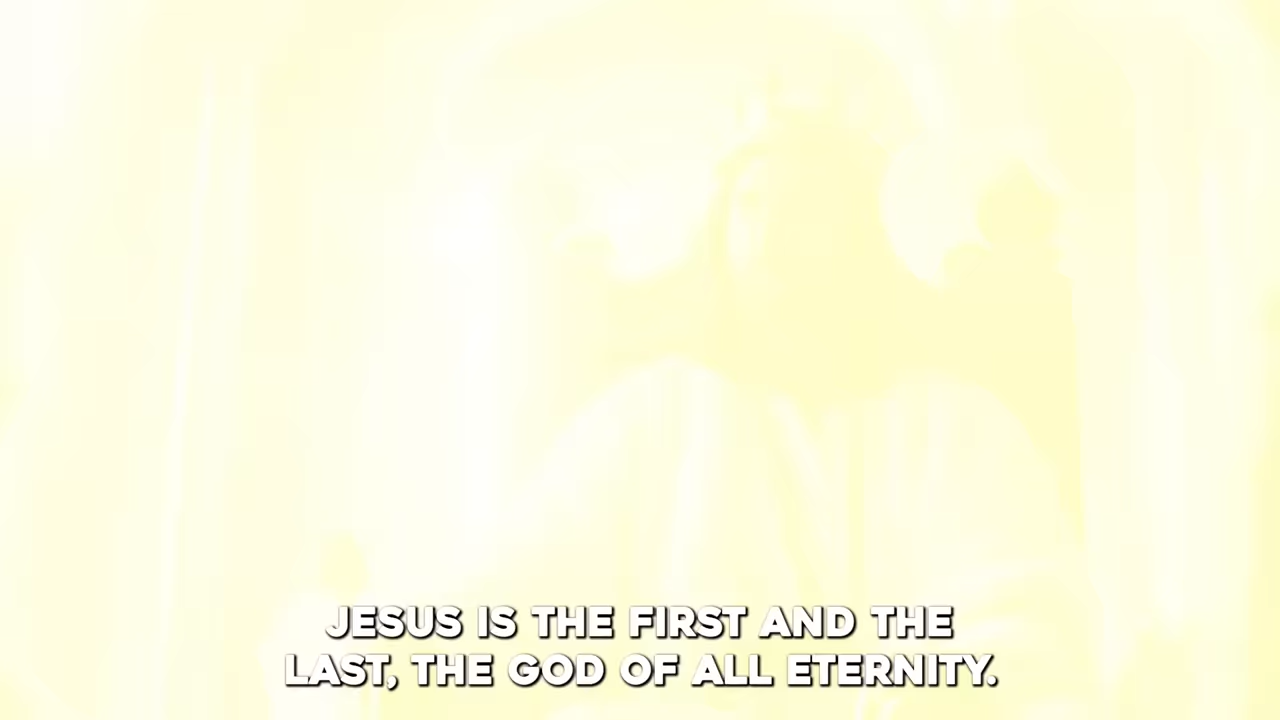 JESUS IS THE FIRST AND THE
LAST, THE GOD OF ALL ETERNITY.